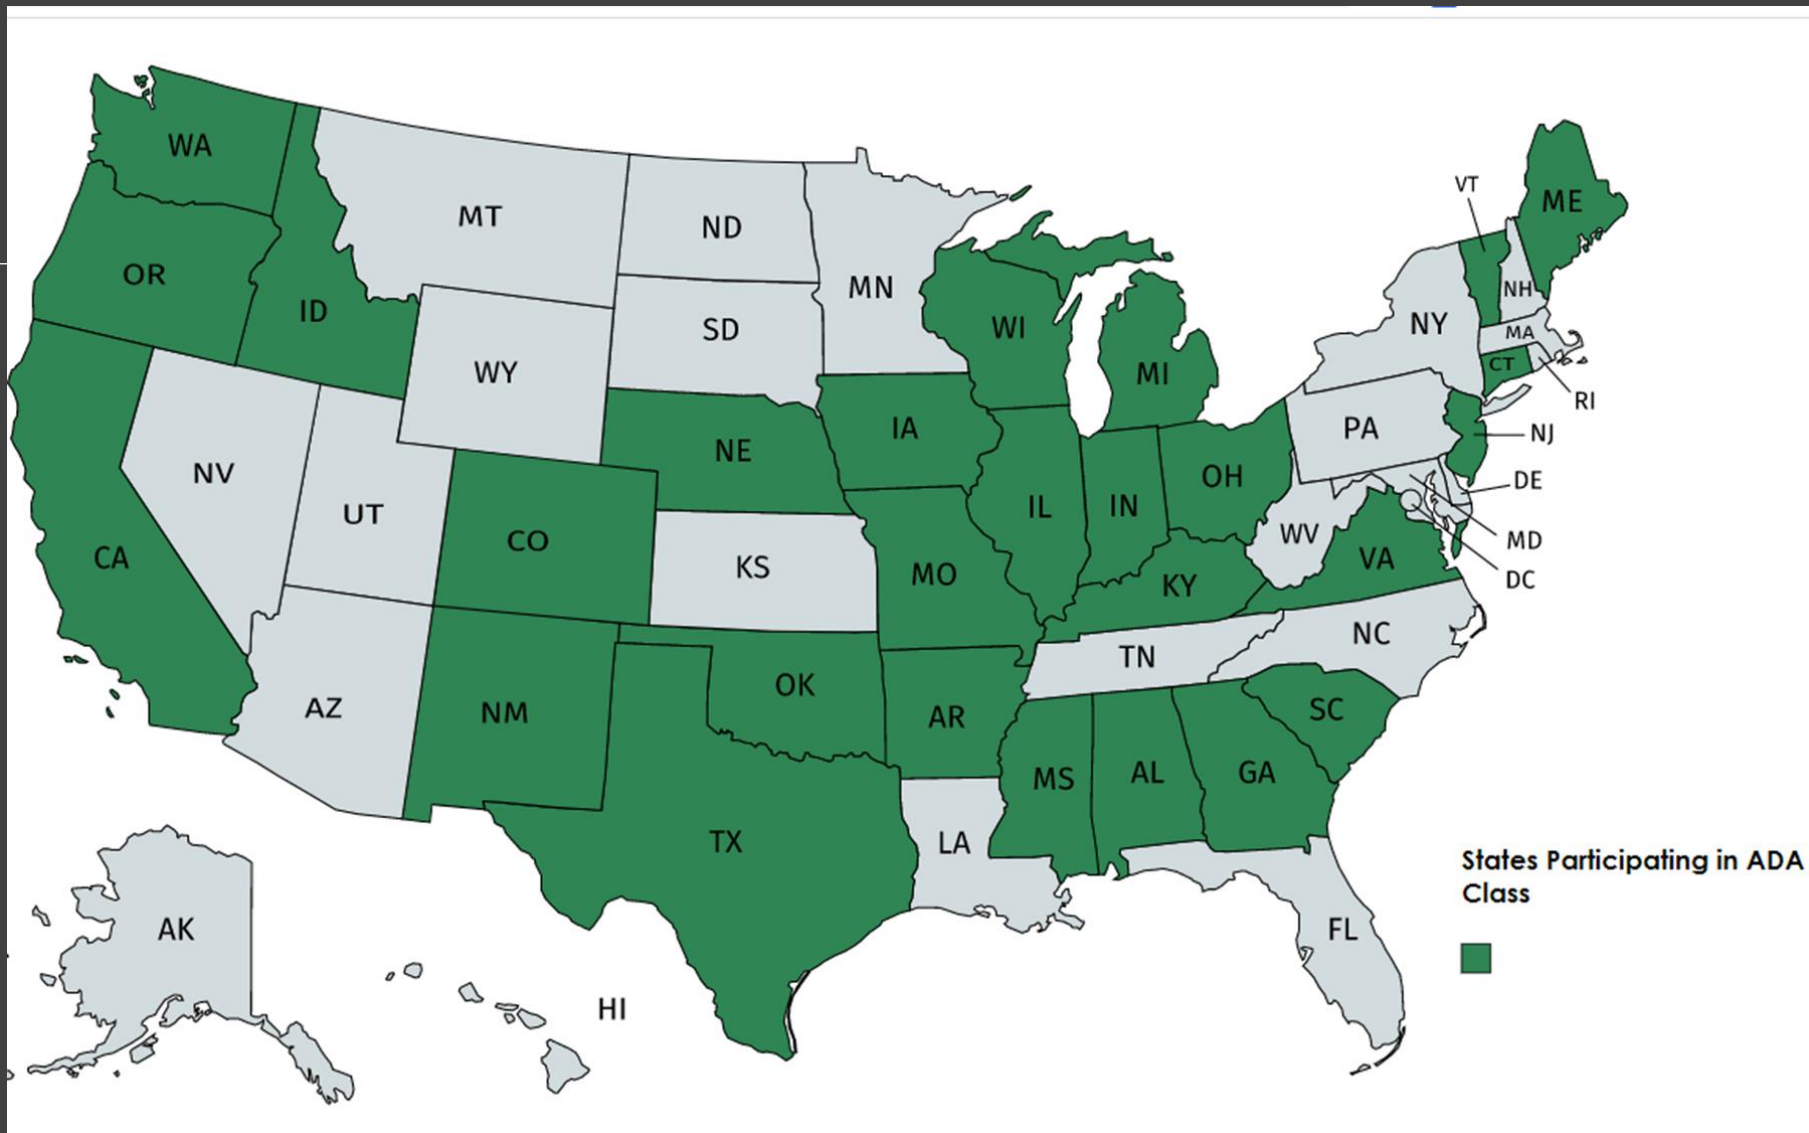 WA
MT
ND
MN
VT
ME
OR
ID
SD
WI
NY
NH
MA
CT
RI
WY
MI
NV
UT
NE
IA
PA
NJ
CA
CO
KS
MO
IL
IN
OH
WV
DE
MD
DC
VA
KY
AZ
NM
OK
AR
TN
NC
SC
TX
LA
MS
AL
GA
FL
AK
HI
States Participating in ADA
Class